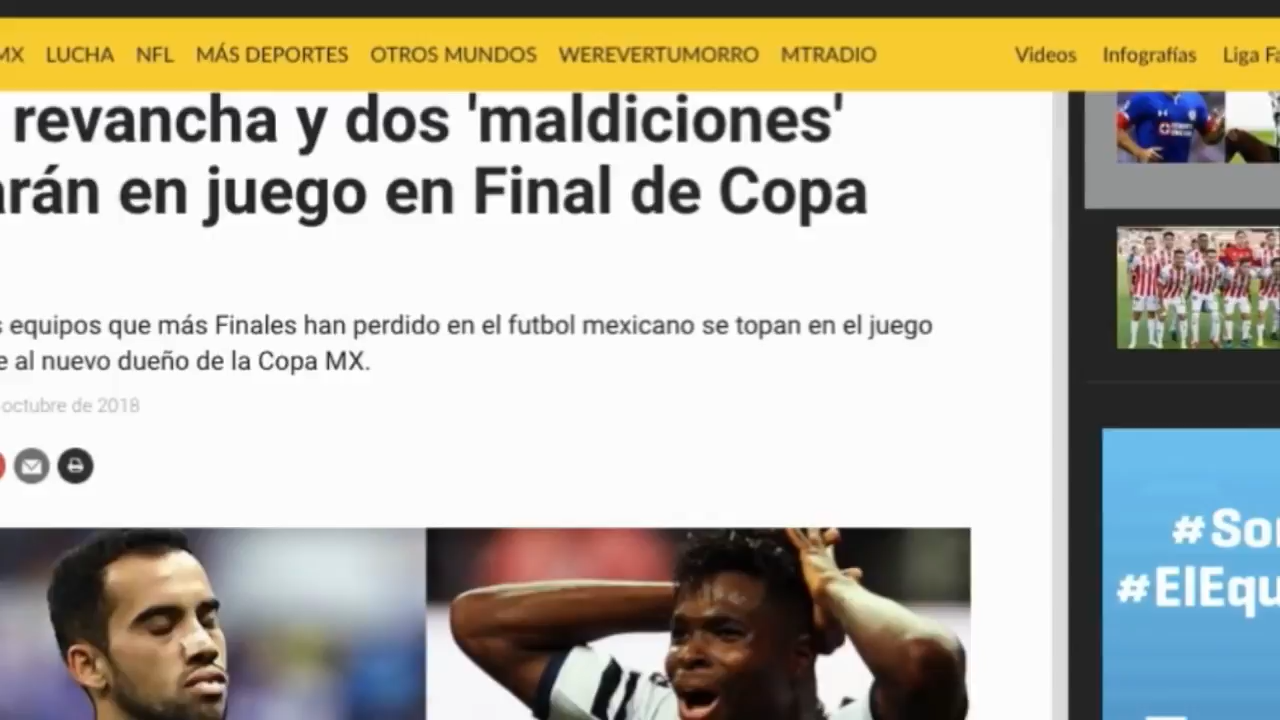 MX LUCHA NFL MÁS DEPORTES OTROS MUNDOS WEREVERTUMORRO MTRADIO Videos Infografías Liga Fa
revancha y dos 'maldiciones'
arán en juego en Final de Copa
s equipos que más Finales han perdido en el futbol mexicano se topan en el juego
e al nuevo dueño de la Copa MX.
octubre de 2018
#Sor
#ElEqu